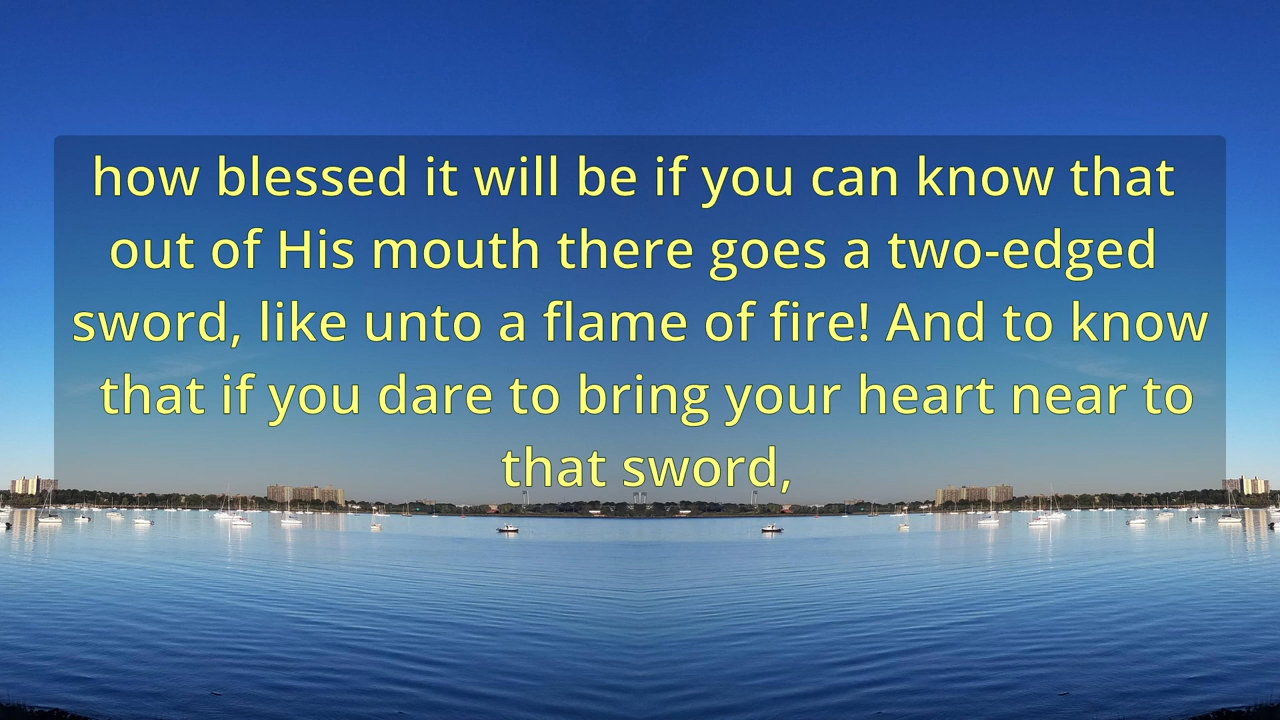 how blessed it will be if you can know that
out of His mouth there goes a two-edged
sword, like unto a flame of fire! And to know
that if you dare to bring your heart near to
that sword,